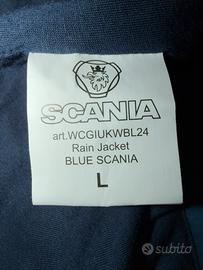 SCANIA
art.WCGIUKWBL24
Rain Jacket
BLUE SCANIA
L
subito